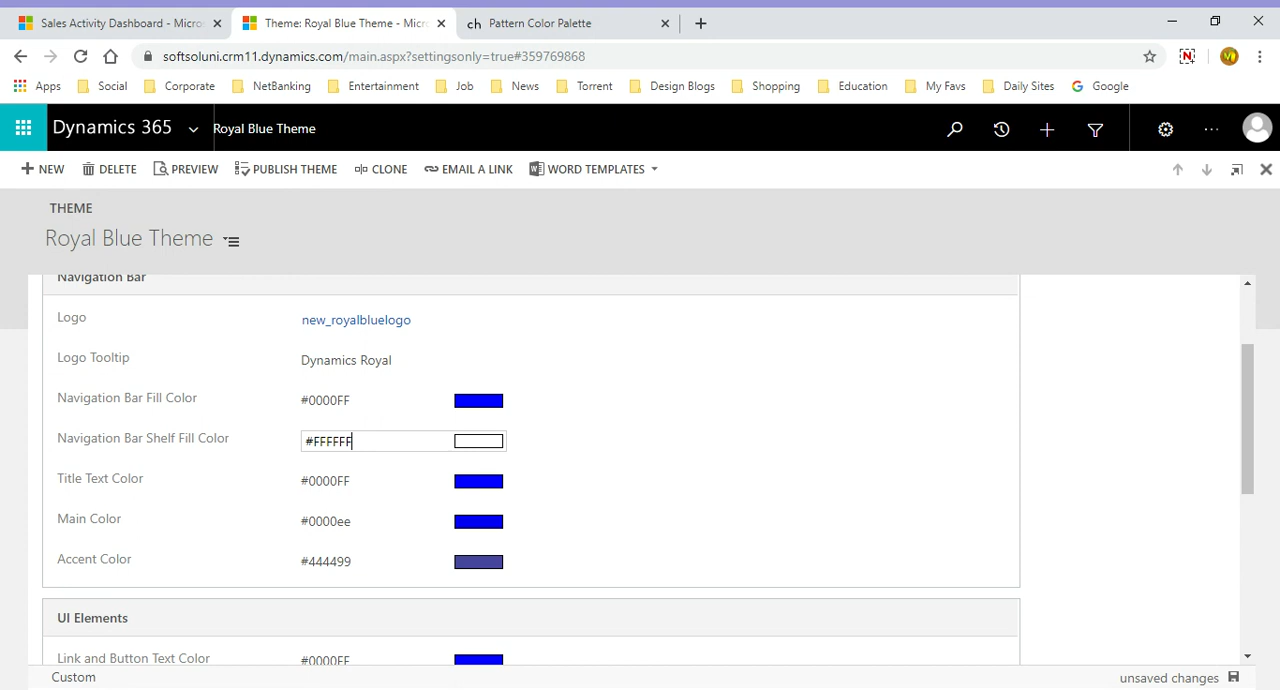 Sales Activity Dashboard - Micro
Theme: Royal Blue Theme - Micr
ch Pattern Color Palette
softsoluni.crm11.dynamics.com/main.aspx?settingsonly=true#359769868
Apps Social Corporate NetBanking Entertainment Job News Torrent Design Blogs Shopping Education My Favs Daily Sites Google
Dynamics 365 Royal Blue Theme
NEW DELETE PREVIEW PUBLISH THEME CLONE EMAIL A LINK WORD TEMPLATES
THEME
Royal Blue Theme
Navigation Bar
Logo new_royalbluelogo
Logo Tooltip Dynamics Royal
Navigation Bar Fill Color #0000FF
Navigation Bar Shelf Fill Color #FFFFFF
Title Text Color #0000FF
Main Color #0000ee
Accent Color #444499
UI Elements
Link and Button Text Color #0000FF
Custom unsaved changes